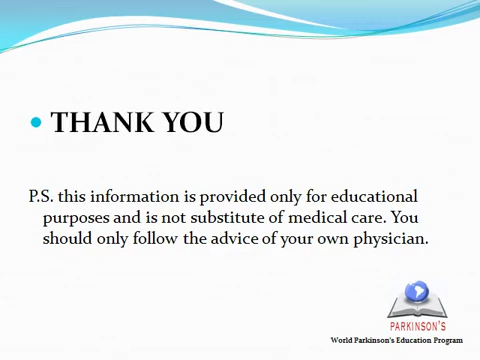 THANK YOU
P.S. this information is provided only for educational
purposes and is not substitute of medical care. You
should only follow the advice of your own physician.
PARKINSON'S
World Parkinson's Education Program